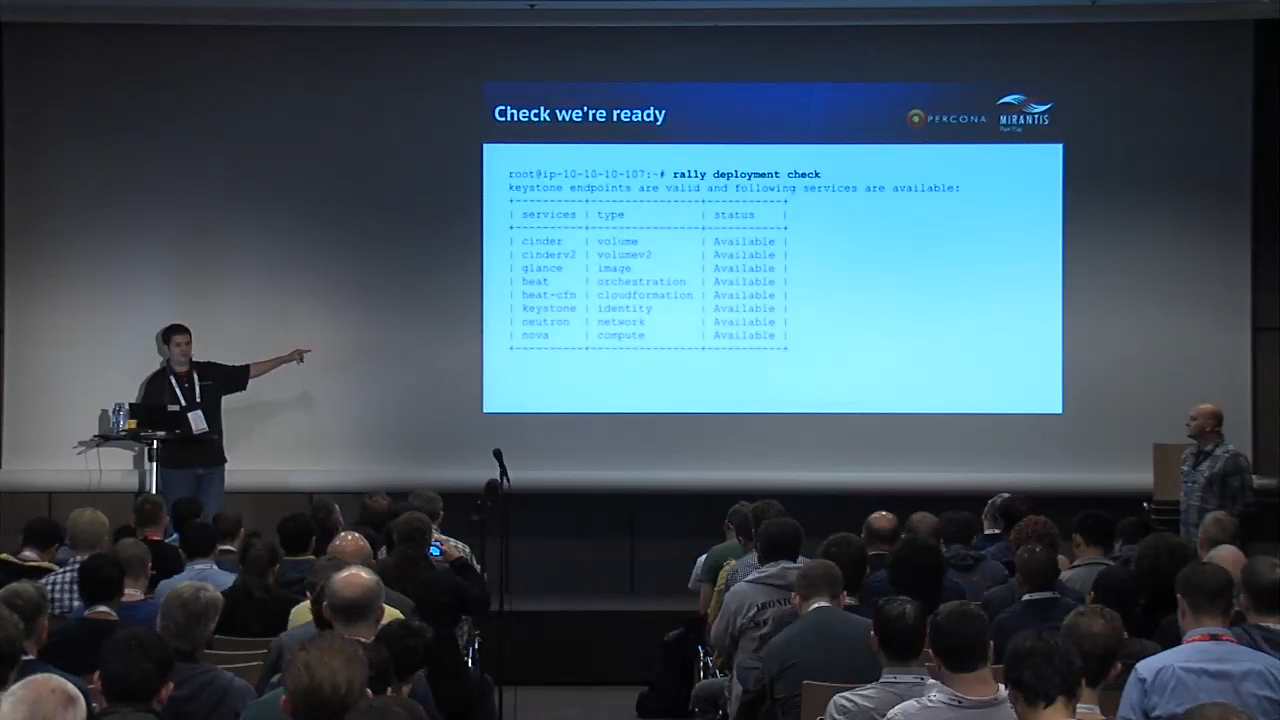 Check we're ready
PERCONA
MIRANTIS
root@ip-10-10-10-107:~# rally deployment check
keystone endpoints are valid and following services are available:
+----------+----------------+-----------+
| services | type | status |
+----------+----------------+-----------+
| cinder | volume | Available |
| cinderv2 | volumev2 | Available |
| glance | image | Available |
| heat | orchestration | Available |
| heat-cfn | cloudformation | Available |
| keystone | identity | Available |
| neutron | network | Available |
| nova | compute | Available |
+----------+----------------+-----------+
IRONIC